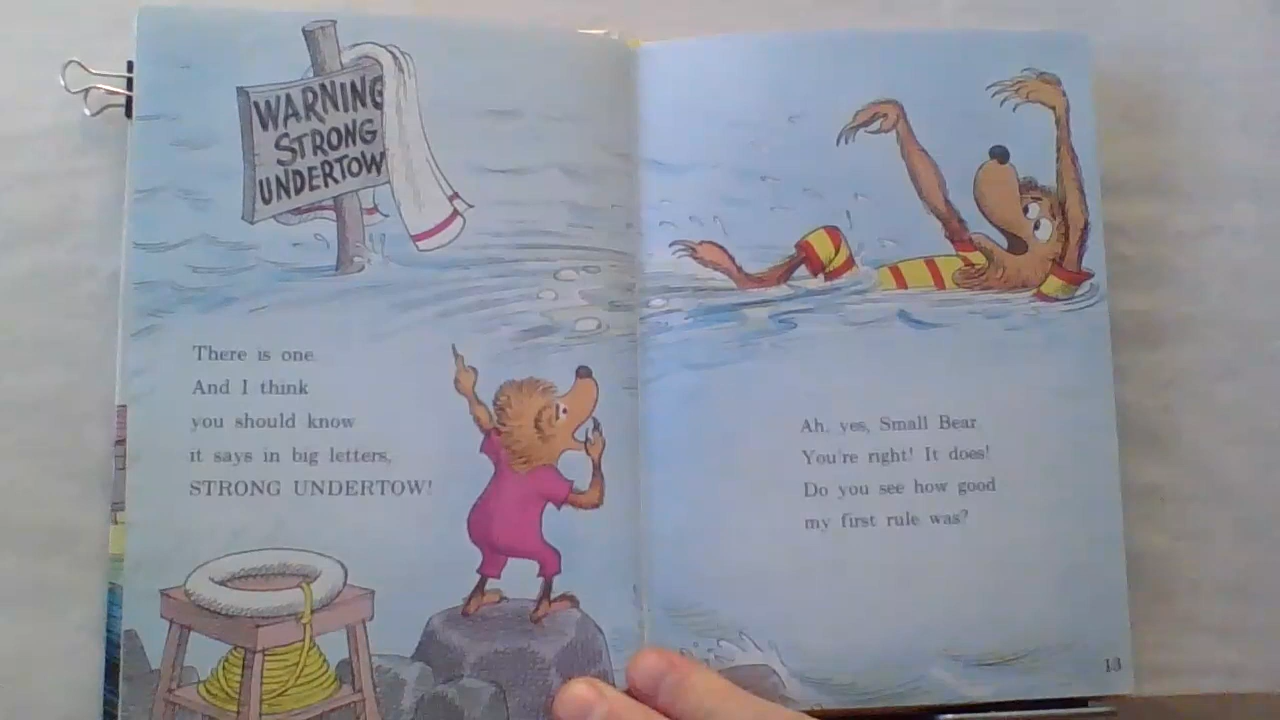 WARNING
STRONG
UNDERTOW
There is one.
And I think
you should know
it says in big letters,
STRONG UNDERTOW!
Ah, yes, Small Bear.
You're right! It does!
Do you see how good
my first rule was?
13